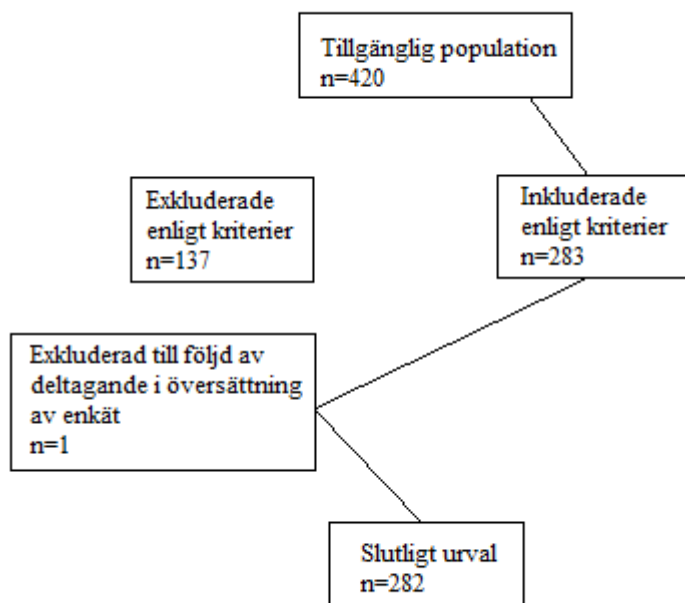 Tillgänglig population
n=420
Exkluderade
enligt kriterier
n=137
Inkluderade
enligt kriterier
n=283
Exkluderad till följd av
deltagande i översättning
av enkät
n=1
Slutligt urval
n=282